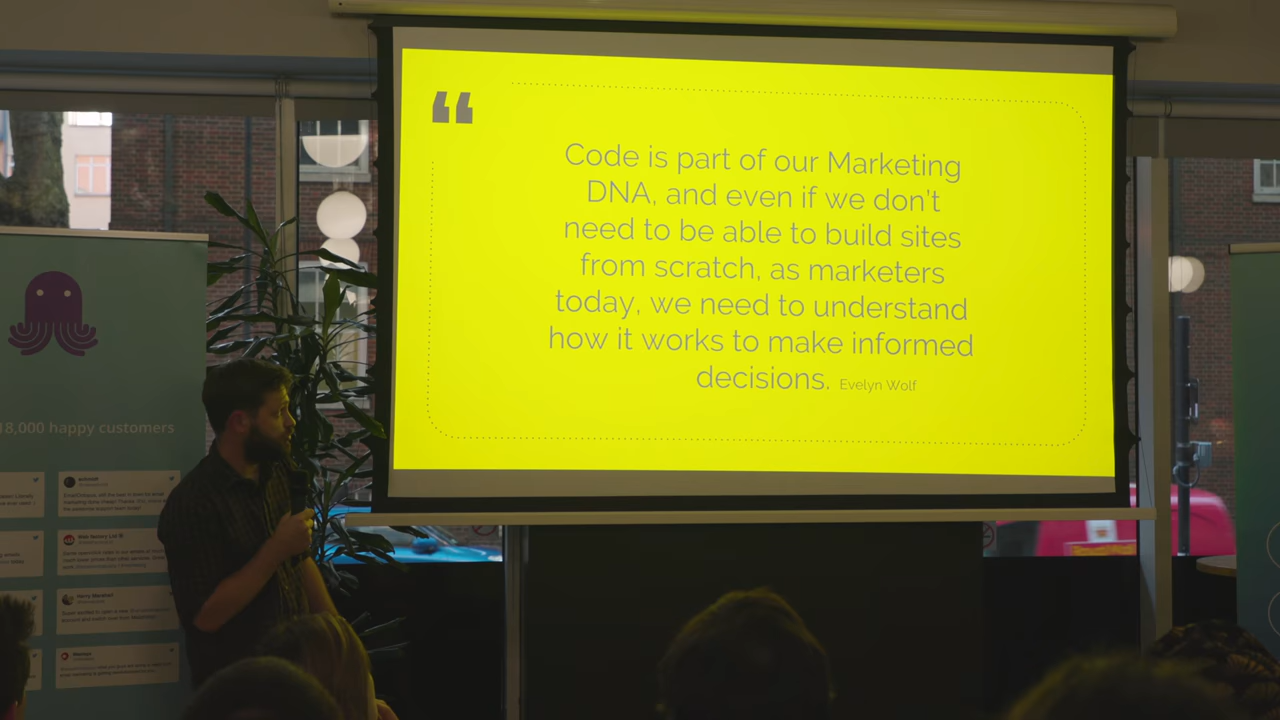 “
Code is part of our Marketing
DNA, and even if we don't
need to be able to build sites
from scratch, as marketers
today, we need to understand
how it works to make informed
decisions. Evelyn Wolf
18,000 happy customers
Harry Marshall